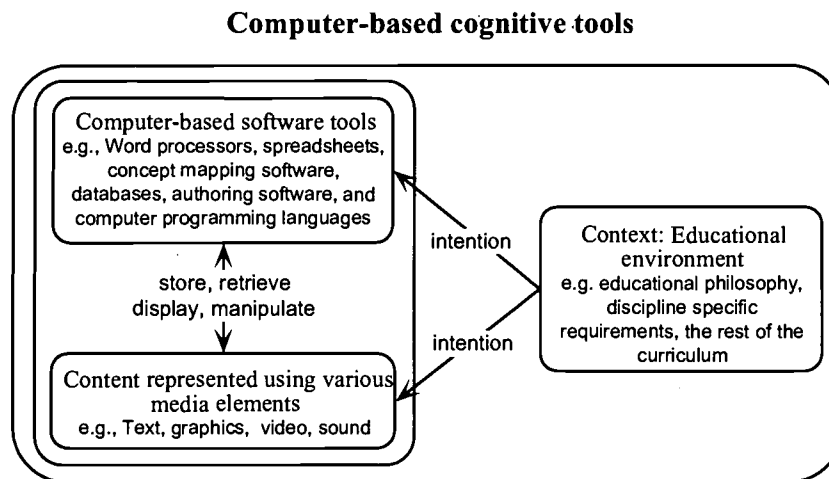 Computer-based cognitive tools
Computer-based software tools
e.g., Word processors, spreadsheets,
concept mapping software,
databases, authoring software, and
computer programming languages
store, retrieve
display, manipulate
Content represented using various
media elements
e.g., Text, graphics, video, sound
intention
intention
Context: Educational
environment
e.g. educational philosophy,
discipline specific
requirements, the rest of the
curriculum